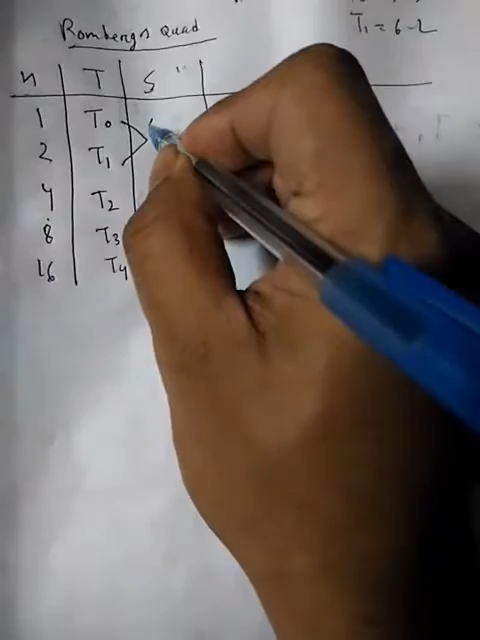 Rombergs quad
T₁ = 6-2
n T S
1 T₀
2 T₁
4 T₂
8 T₃
16 T₄